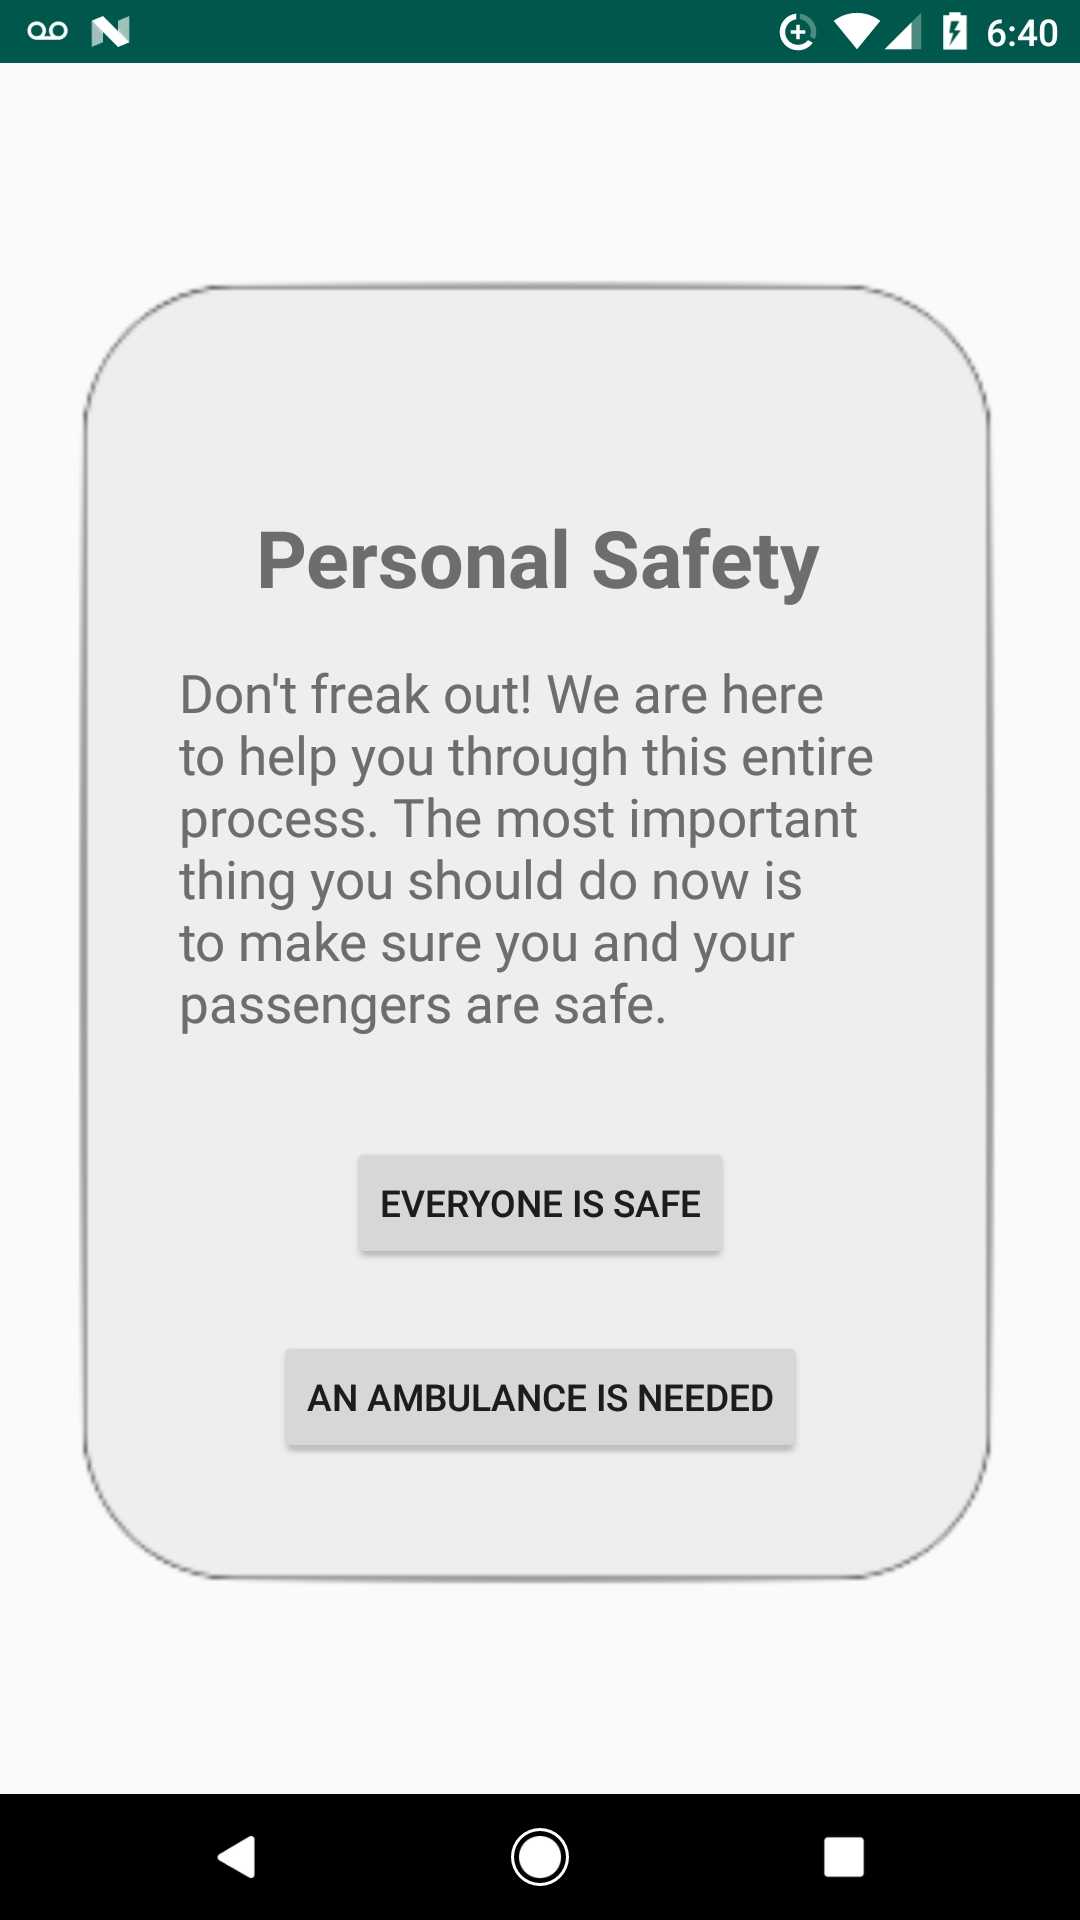 6:40
Personal Safety
Don't freak out! We are here
to help you through this entire
process. The most important
thing you should do now is
to make sure you and your
passengers are safe.
EVERYONE IS SAFE
AN AMBULANCE IS NEEDED